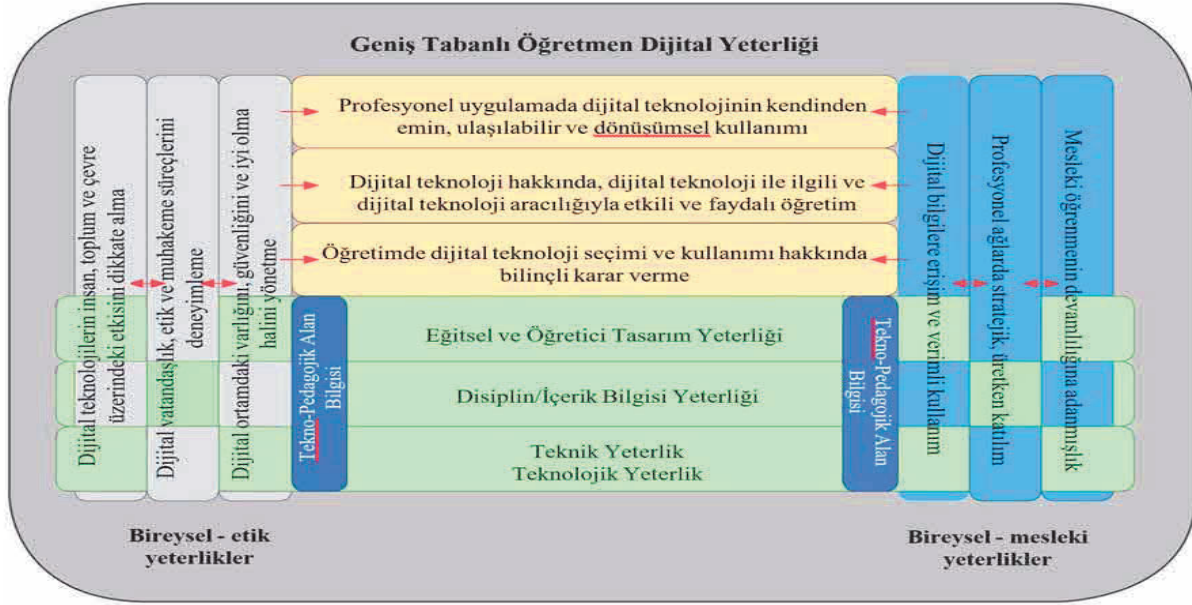 Geniş Tabanlı Öğretmen Dijital Yeterliği
Dijital teknolojilerin insan, toplum ve çevre
üzerindeki etkisini dikkate alma
Dijital vatandaşlık, etik ve muhakeme süreçlerini
deneyimleme
Dijital ortamdaki varlığını, güvenliğini ve iyi olma
halini yönetme
Profesyonel uygulamada dijital teknolojinin kendinden
emin, ulaşılabilir ve dönüşümsel kullanımı
Dijital teknoloji hakkında, dijital teknoloji ile ilgili ve
dijital teknoloji aracılığıyla etkili ve faydalı öğretim
Öğretimde dijital teknoloji seçimi ve kullanımı hakkında
bilinçli karar verme
Tekno-Pedagojik Alan
Bilgisi
Eğitsel ve Öğretici Tasarım Yeterliği
Disiplin/İçerik Bilgisi Yeterliği
Teknik Yeterlik
Teknolojik Yeterlik
Tekno-Pedagojik Alan
Bilgisi
Dijital bilgilere erişim ve verimli kullanım
Profesyonel ağlarda stratejik, üretken katılım
Mesleki öğrenmenin devamlılığına adanmışlık
Bireysel - etik
yeterlikler
Bireysel - mesleki
yeterlikler